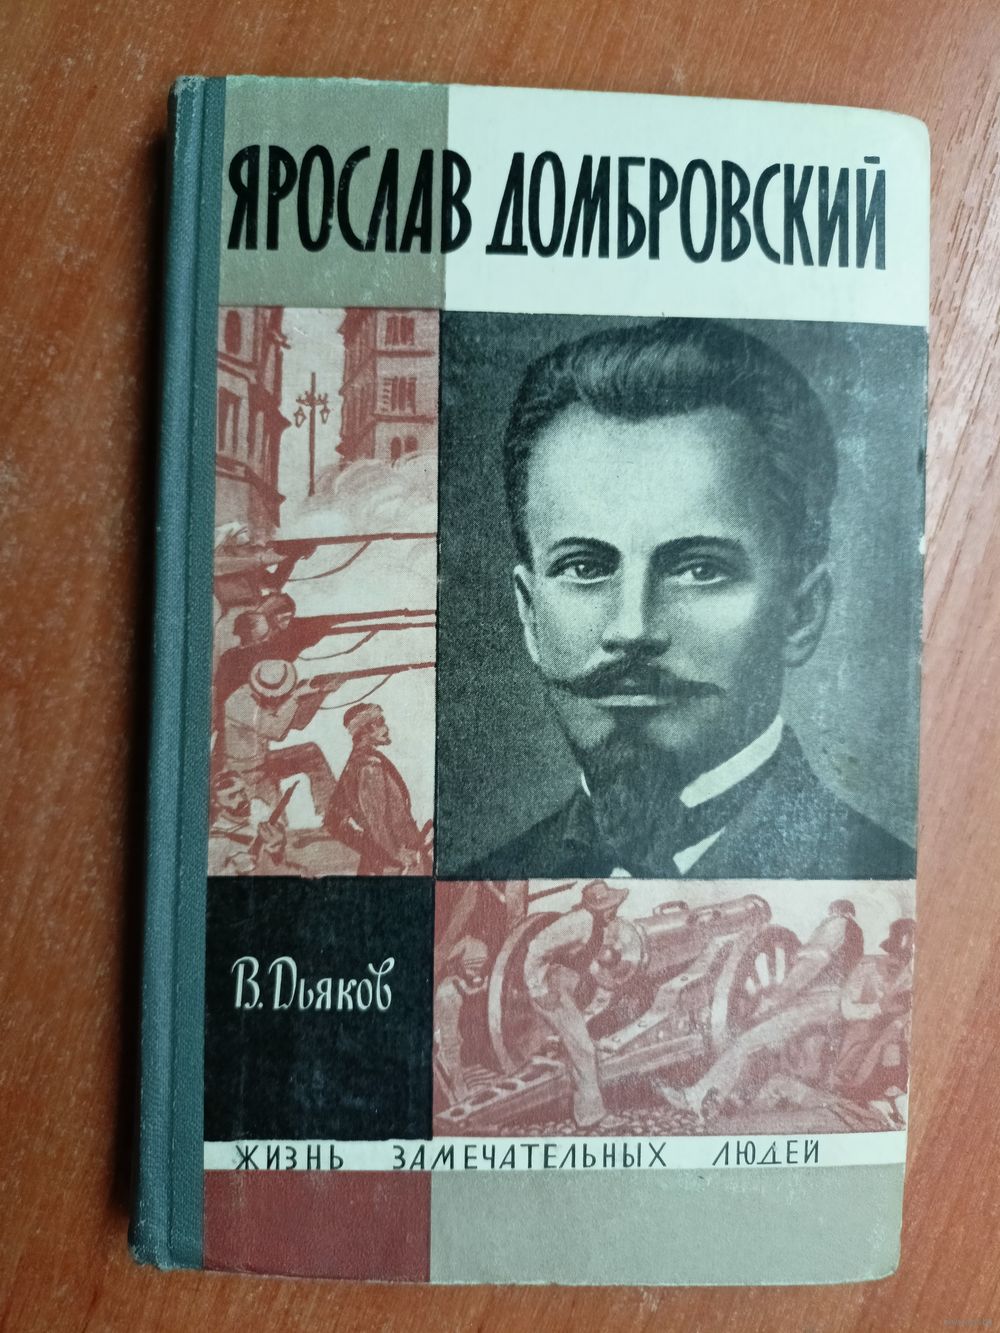 ЯРОСЛАВ ДОМБРОВСКИЙ
В. Дьяков
ЖИЗНЬ ЗАМЕЧАТЕЛЬНЫХ ЛЮДЕЙ